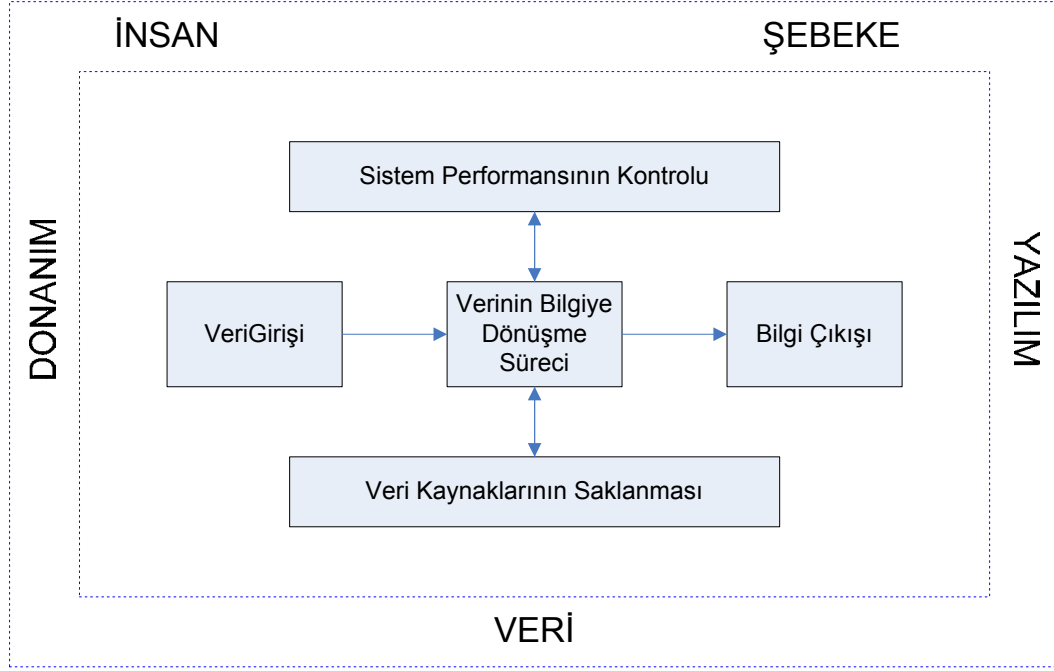 İNSAN
ŞEBEKE
Sistem Performansının Kontrolu
DONANIM
YAZILIM
VeriGirişi
Verinin Bilgiye
Dönüşme
Süreci
Bilgi Çıkışı
Veri Kaynaklarının Saklanması
VERİ